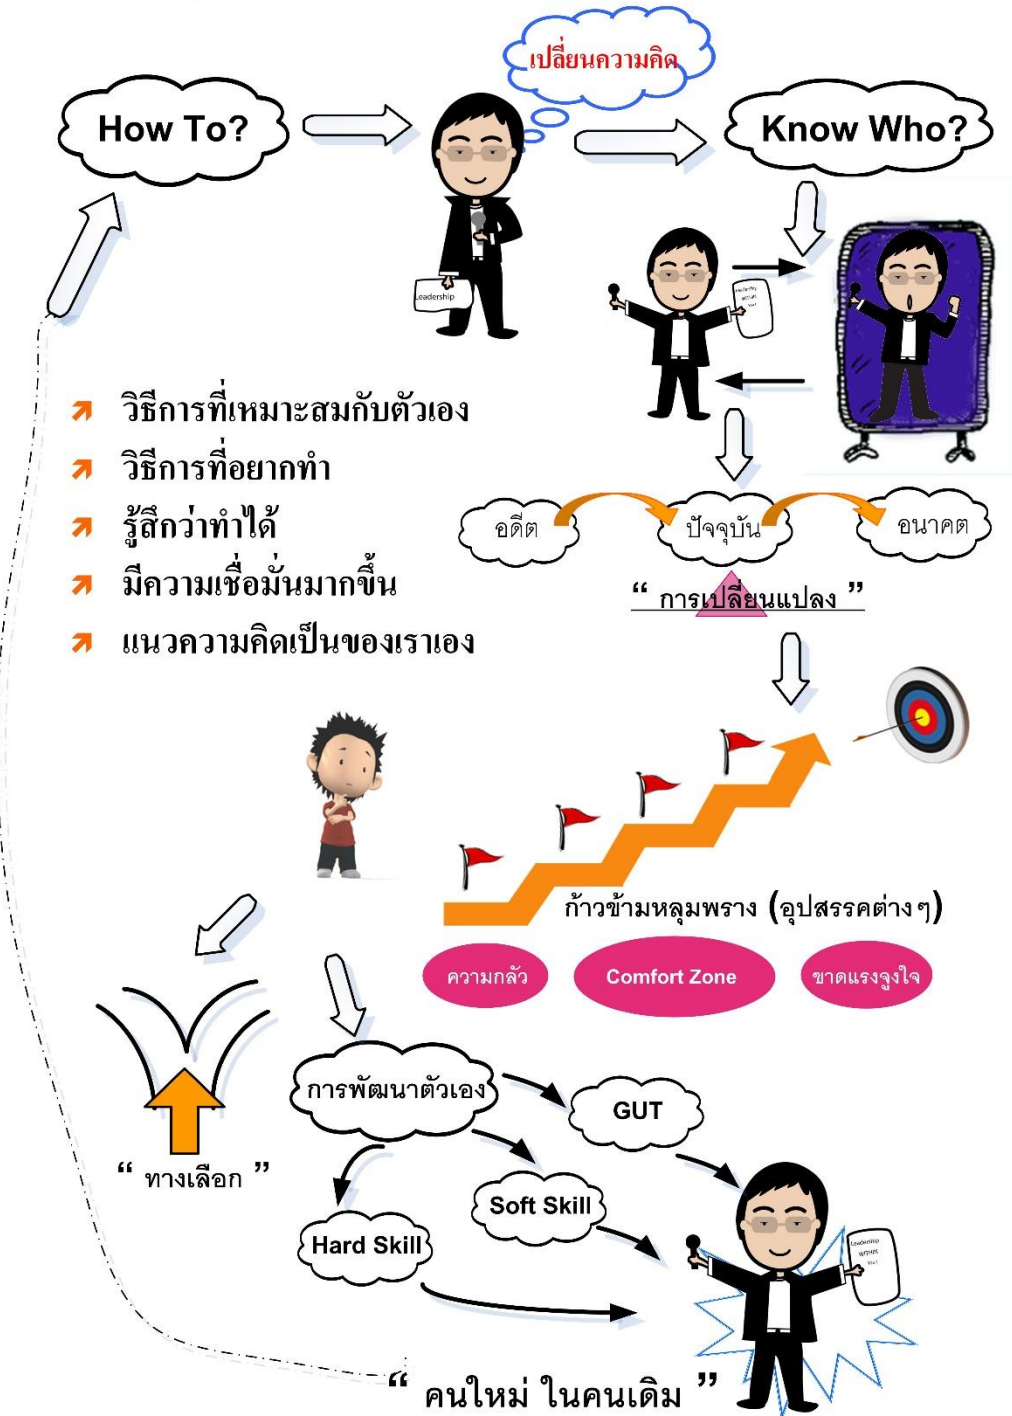 เปลี่ยนความคิด
How To?
Know Who?
Leadership
Leadership
WITHIN
วิธีการที่เหมาะสมกับตัวเอง
วิธีการที่อยากทำ
รู้สึกว่าทำได้
มีความเชื่อมั่นมากขึ้น
แนวความคิดเป็นของเราเอง
อดีต
ปัจจุบัน
อนาคต
“ การเปลี่ยนแปลง ”
ก้าวข้ามหลุมพราง (อุปสรรคต่างๆ)
ความกลัว
Comfort Zone
ขาดแรงจูงใจ
การพัฒนาตัวเอง
GUT
“ ทางเลือก ”
Soft Skill
Hard Skill
Leadership
WITHIN
“ คนใหม่ ในคนเดิม ”